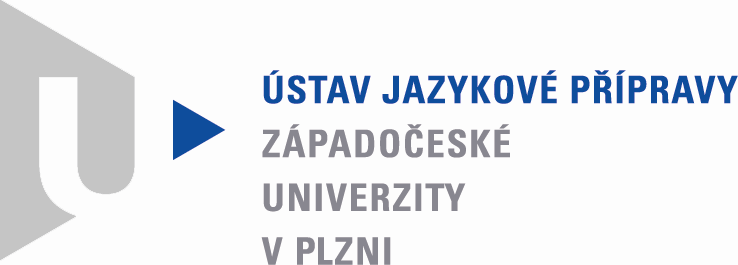 ÚSTAV JAZYKOVÉ PŘÍPRAVY
ZÁPADOČESKÉ
UNIVERZITY
V PLZNI